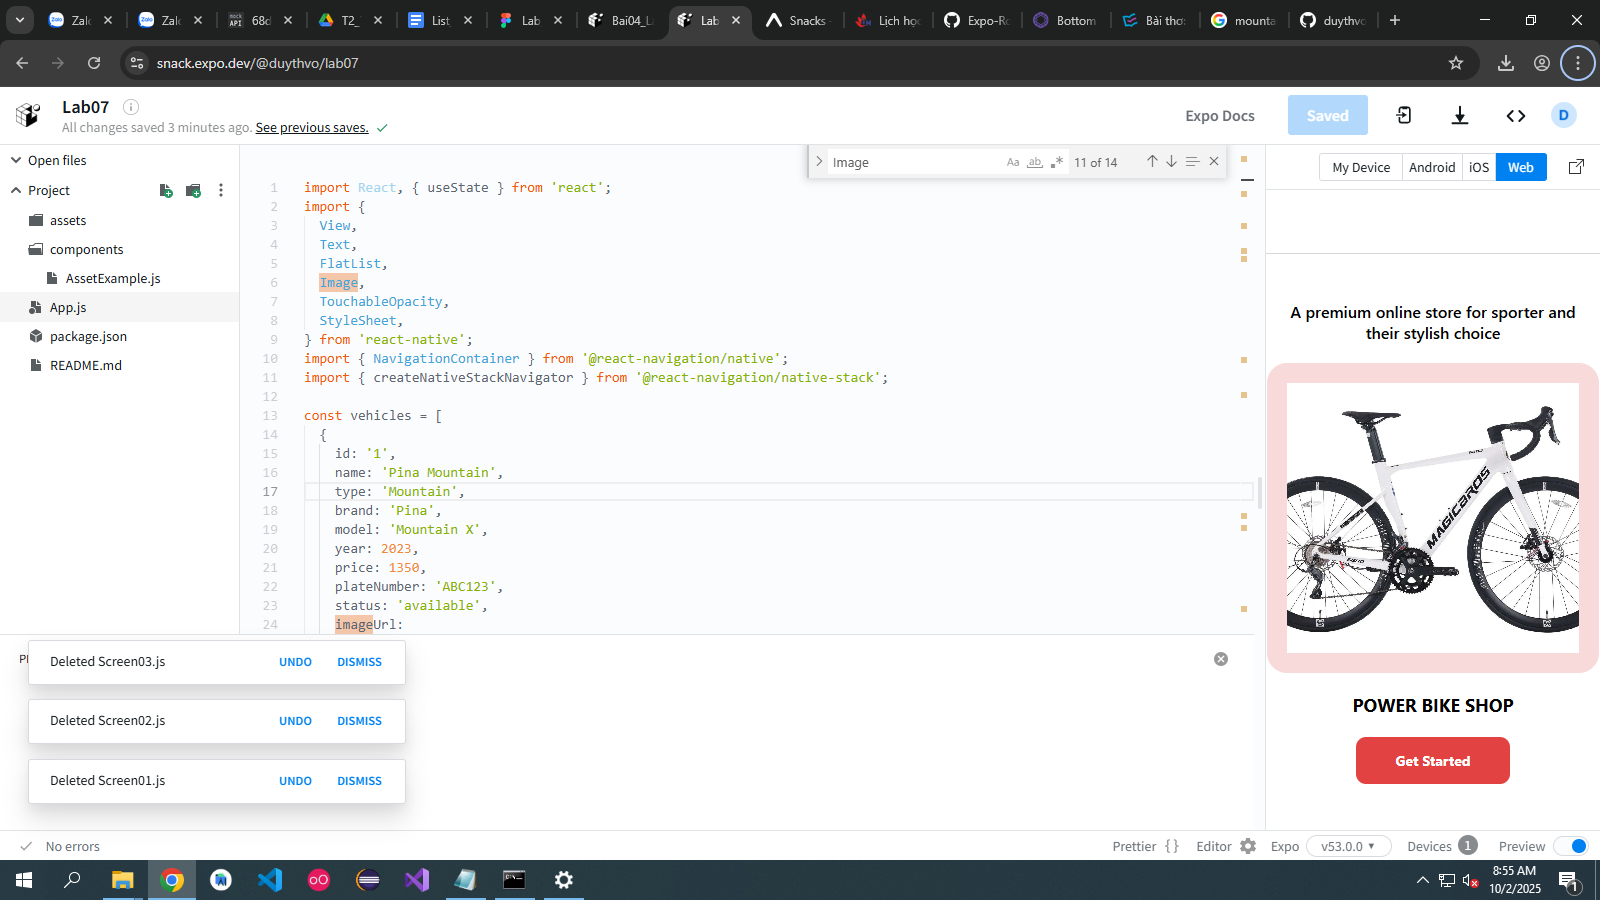 Zalo
Zalo
68d
T2_
List_
Lab
Bai04_Li
Lab
Snacks
Lịch học
Expo-Ro
Bottom
Bài thơ:
mounta
duythvo
snack.expo.dev/@duythvo/lab07
Lab07
All changes saved 3 minutes ago. See previous saves.
Expo Docs
Saved
D
Open files
Project
assets
components
AssetExample.js
App.js
package.json
README.md
Image
Aa
ab
11 of 14
1 import React, { useState } from 'react';
2 import {
3 View,
4 Text,
5 FlatList,
6 Image,
7 TouchableOpacity,
8 StyleSheet,
9 } from 'react-native';
10 import { NavigationContainer } from '@react-navigation/native';
11 import { createNativeStackNavigator } from '@react-navigation/native-stack';
12
13 const vehicles = [
14 {
15 id: '1',
16 name: 'Pina Mountain',
17 type: 'Mountain',
18 brand: 'Pina',
19 model: 'Mountain X',
20 year: 2023,
21 price: 1350,
22 plateNumber: 'ABC123',
23 status: 'available',
24 imageUrl:
Deleted Screen03.js UNDO DISMISS
Deleted Screen02.js UNDO DISMISS
Deleted Screen01.js UNDO DISMISS
My Device Android iOS Web
A premium online store for sporter and
their stylish choice
MAGICBROS
POWER BIKE SHOP
Get Started
No errors
Prettier { } Editor Expo v53.0.0 Devices 1 Preview
8:55 AM
10/2/2025
1